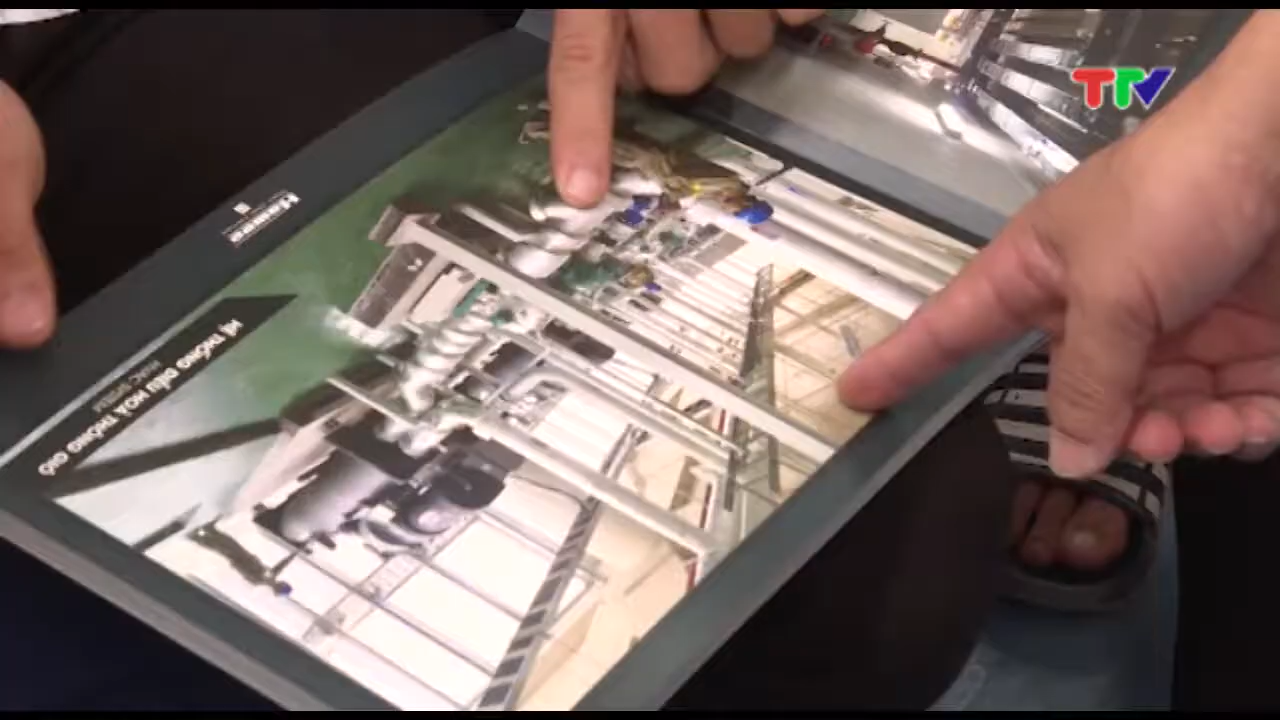 TTV
HỆ THỐNG ĐIỀU HÒA THÔNG GIÓ
HVAC SYSTEM